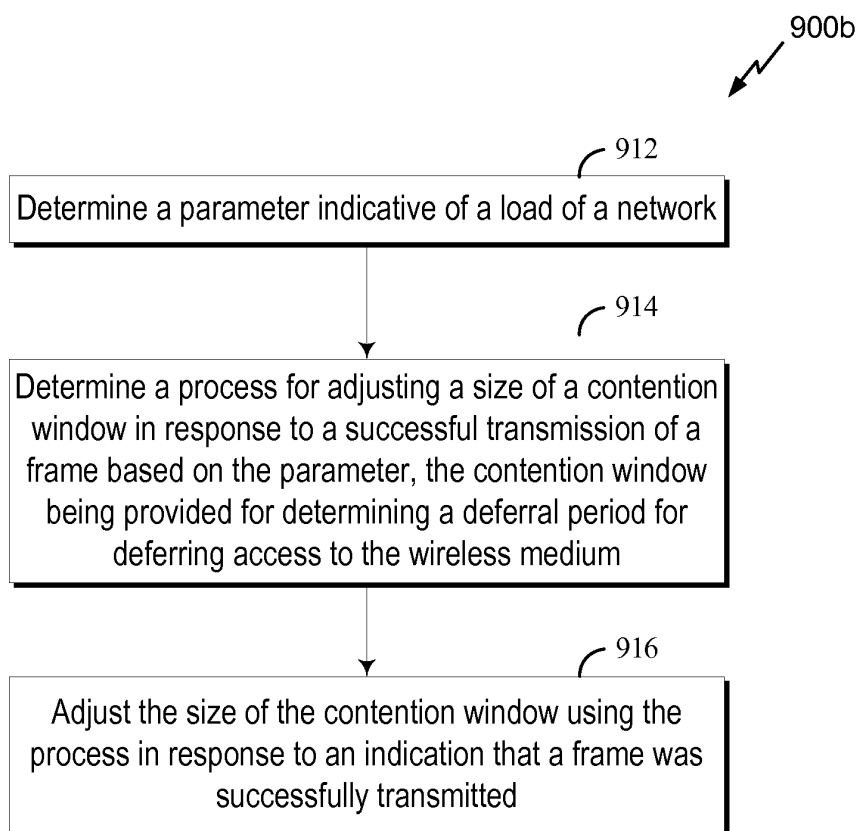 900b
912
Determine a parameter indicative of a load of a network
914
Determine a process for adjusting a size of a contention
window in response to a successful transmission of a
frame based on the parameter, the contention window
being provided for determining a deferral period for
deferring access to the wireless medium
916
Adjust the size of the contention window using the
process in response to an indication that a frame was
successfully transmitted